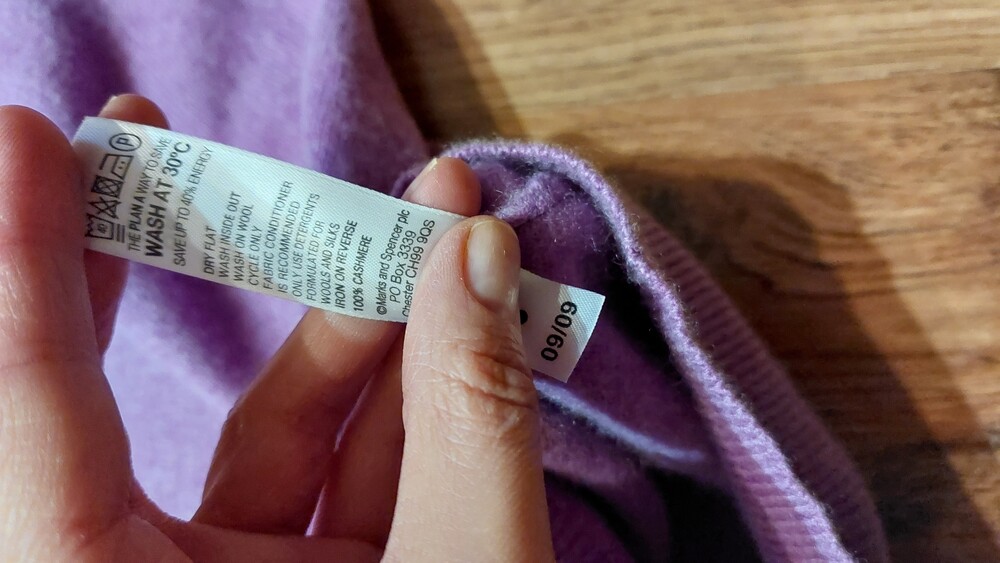 P
THE PLAN A WAY TO SAVE
WASH AT 30°C
SAVE UP TO 40% ENERGY
DRY FLAT
WASH INSIDE OUT
WASH ON WOOL
CYCLE ONLY
FABRIC CONDITIONER
IS RECOMMENDED
ONLY USE DETERGENTS
FORMULATED FOR
WOOLS AND SILKS
IRON ON REVERSE
100% CASHMERE
©Marks and Spencer plc
PO Box 3339
Chester CH99 9QS
09/09